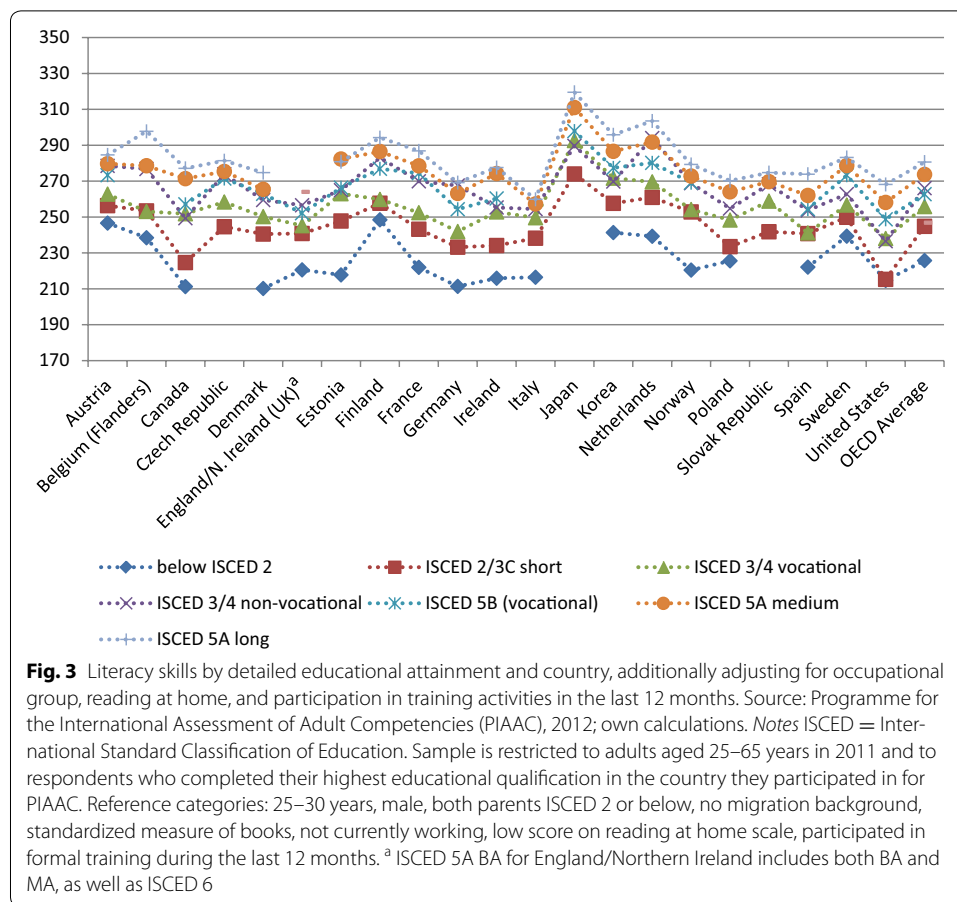 350
330
310
290
270
250
230
210
190
170
Austria
Belgium (Flanders)
Canada
Czech Republic
Denmark
England/N. Ireland (UK)ᵃ
Estonia
Finland
France
Germany
Ireland
Italy
Japan
Korea
Netherlands
Norway
Poland
Slovak Republic
Spain
Sweden
United States
OECD Average
below ISCED 2 ISCED 2/3C short ISCED 3/4 vocational
ISCED 3/4 non-vocational ISCED 5B (vocational) ISCED 5A medium
ISCED 5A long
Fig. 3 Literacy skills by detailed educational attainment and country, additionally adjusting for occupational
group, reading at home, and participation in training activities in the last 12 months. Source: Programme for
the International Assessment of Adult Competencies (PIAAC), 2012; own calculations. Notes ISCED = Inter-
national Standard Classification of Education. Sample is restricted to adults aged 25–65 years in 2011 and to
respondents who completed their highest educational qualification in the country they participated in for
PIAAC. Reference categories: 25–30 years, male, both parents ISCED 2 or below, no migration background,
standardized measure of books, not currently working, low score on reading at home scale, participated in
formal training during the last 12 months. ᵃ ISCED 5A BA for England/Northern Ireland includes both BA and
MA, as well as ISCED 6